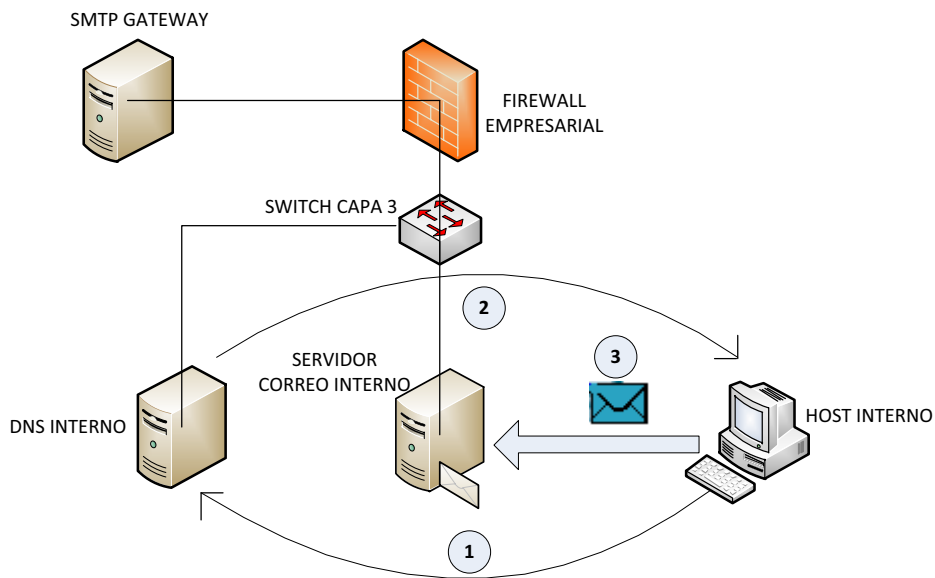 SMTP GATEWAY
FIREWALL
EMPRESARIAL
SWITCH CAPA 3
2
SERVIDOR
CORREO INTERNO
3
DNS INTERNO
HOST INTERNO
1